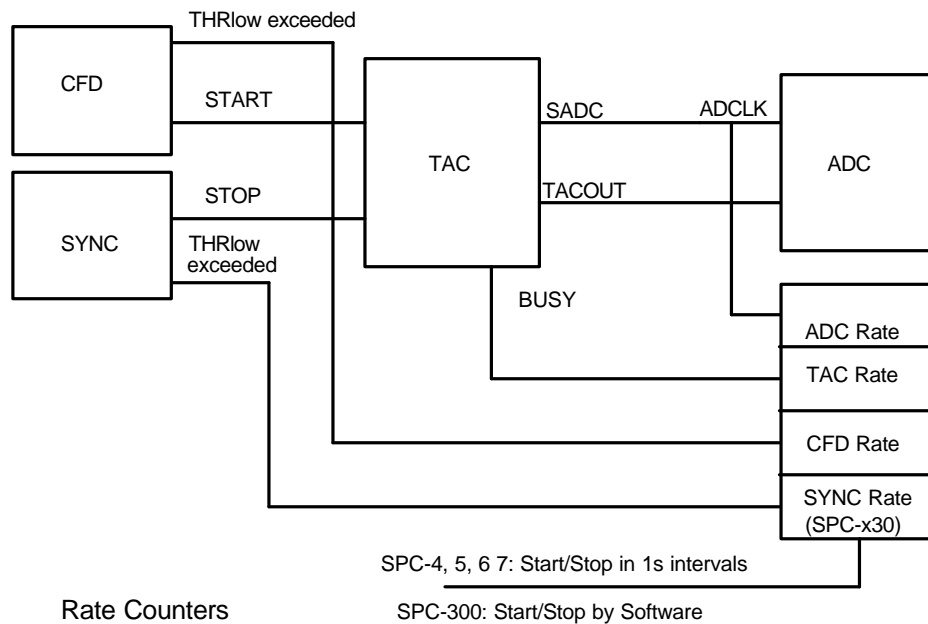 THRlow exceeded
CFD
START
SADC
ADCLK
TAC
ADC
STOP
TACOUT
SYNC
THRlow
exceeded
BUSY
ADC Rate
TAC Rate
CFD Rate
SYNC Rate
(SPC-x30)
SPC-4, 5, 6 7: Start/Stop in 1s intervals
Rate Counters
SPC-300: Start/Stop by Software